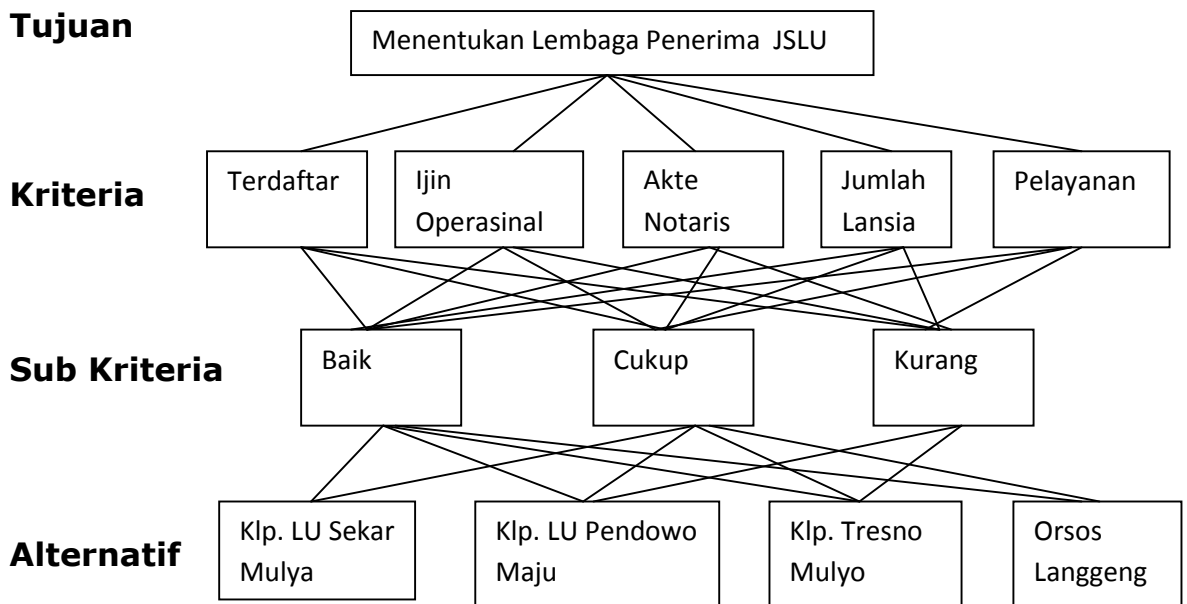 Tujuan
Menentukan Lembaga Penerima JSLU
Kriteria
Terdaftar
Ijin
Operasinal
Akte
Notaris
Jumlah
Lansia
Pelayanan
Sub Kriteria
Baik
Cukup
Kurang
Alternatif
Klp. LU Sekar
Mulya
Klp. LU Pendowo
Maju
Klp. Tresno
Mulyo
Orsos
Langgeng